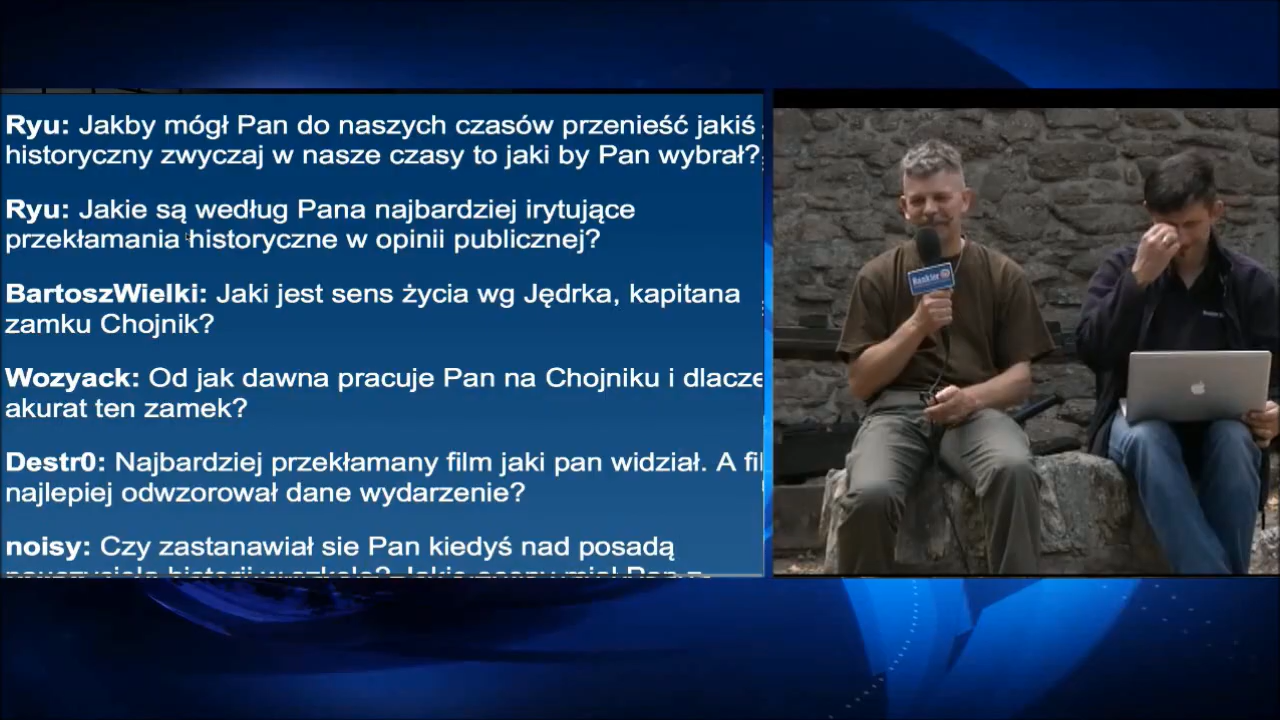 Ryu: Jakby mógł Pan do naszych czasów przenieść jakiś
historyczny zwyczaj w nasze czasy to jaki by Pan wybrał?
Ryu: Jakie są według Pana najbardziej irytujące
przekłamania historyczne w opinii publicznej?
BartoszWielki: Jaki jest sens życia wg Jędrka, kapitana
zamku Chojnik?
Wozyack: Od jak dawna pracuje Pan na Chojniku i dlacze
akurat ten zamek?
Destr0: Najbardziej przekłamany film jaki pan widział. A fil
najlepiej odwzorował dane wydarzenie?
noisy: Czy zastanawiał sie Pan kiedyś nad posadą
Bankier